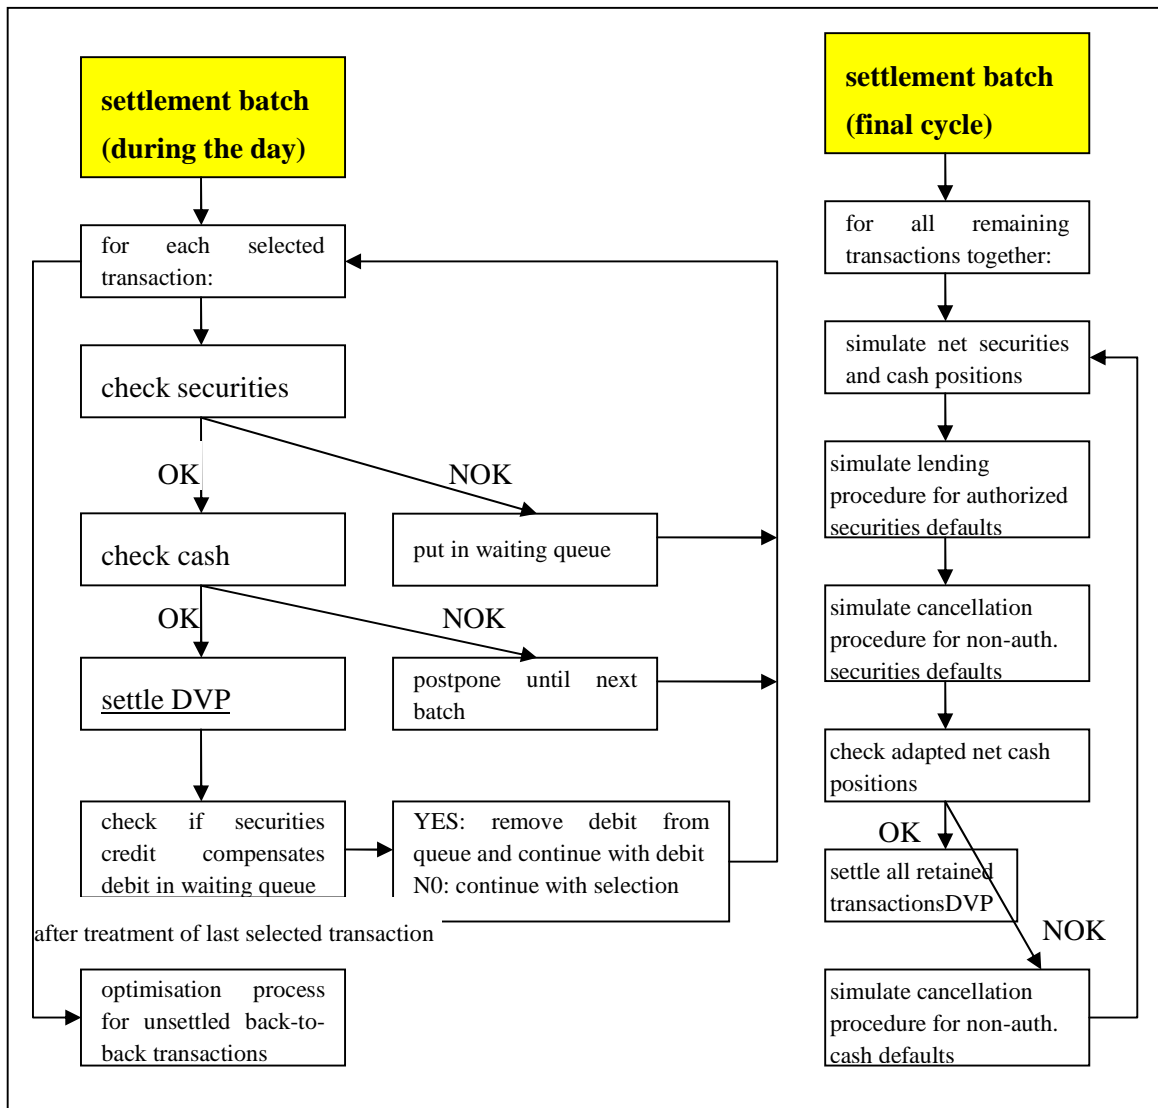 settlement batch
(during the day)
for each selected
transaction:
check securities
OK
NOK
check cash
put in waiting queue
OK
NOK
settle DVP
postpone until next
batch
check if securities
credit compensates
debit in waiting queue
YES: remove debit from
queue and continue with debit
N0: continue with selection
after treatment of last selected transaction
optimisation process
for unsettled back-to-
back transactions
settlement batch
(final cycle)
for all remaining
transactions together:
simulate net securities
and cash positions
simulate lending
procedure for authorized
securities defaults
simulate cancellation
procedure for non-auth.
securities defaults
check adapted net cash
positions
OK
settle all retained
transactionsDVP
NOK
simulate cancellation
procedure for non-auth.
cash defaults